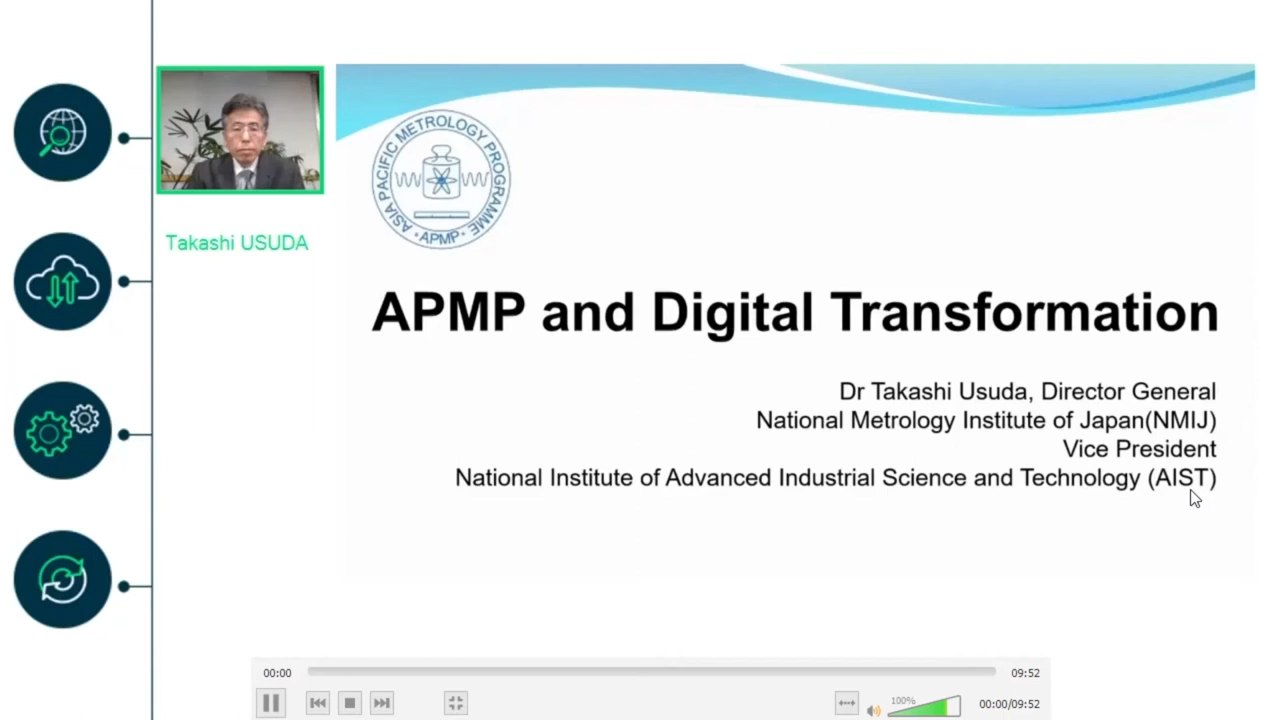 Takashi USUDA
ASIA PACIFIC METROLOGY PROGRAMME
·APMP·
APMP and Digital Transformation
Dr Takashi Usuda, Director General
National Metrology Institute of Japan(NMIJ)
Vice President
National Institute of Advanced Industrial Science and Technology (AIST)
00:00
09:52
100%
00:00/09:52